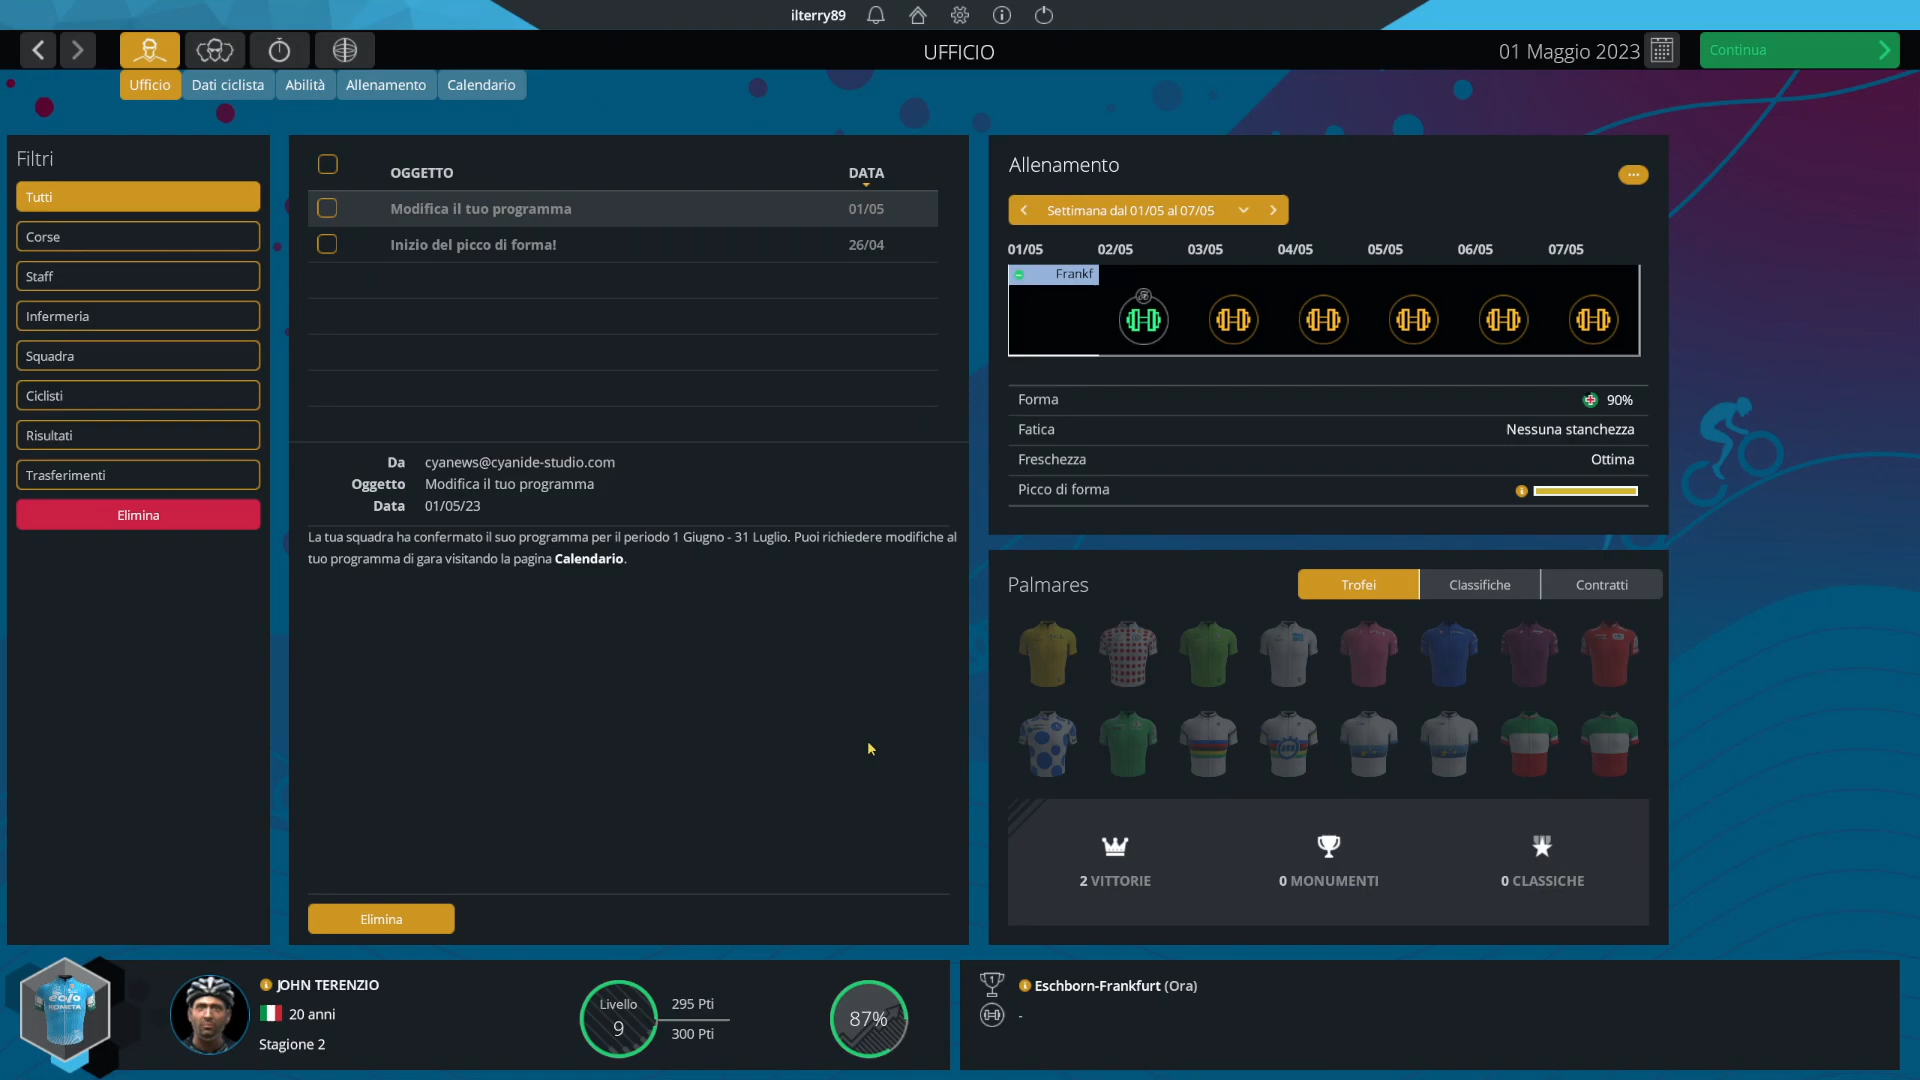 ilterry89
UFFICIO
01 Maggio 2023
Continua
Ufficio
Dati ciclista
Abilità
Allenamento
Calendario
Filtri
Tutti
Corse
Staff
Infermeria
Squadra
Ciclisti
Risultati
Trasferimenti
Elimina
OGGETTO
DATA
Modifica il tuo programma
01/05
Inizio del picco di forma!
26/04
Da cyanews@cyanide-studio.com
Oggetto Modifica il tuo programma
Data 01/05/23
La tua squadra ha confermato il suo programma per il periodo 1 Giugno - 31 Luglio. Puoi richiedere modifiche al
tuo programma di gara visitando la pagina Calendario.
Elimina
Allenamento
Settimana dal 01/05 al 07/05
01/05 02/05 03/05 04/05 05/05 06/05 07/05
Frankf
Forma 90%
Fatica Nessuna stanchezza
Freschezza Ottima
Picco di forma
Palmares
Trofei
Classifiche
Contratti
2 VITTORIE
0 MONUMENTI
0 CLASSICHE
eolo
KOMETA
JOHN TERENZIO
20 anni
Stagione 2
Livello
9
295 Pti
300 Pti
87%
1
Eschborn-Frankfurt (Ora)
-